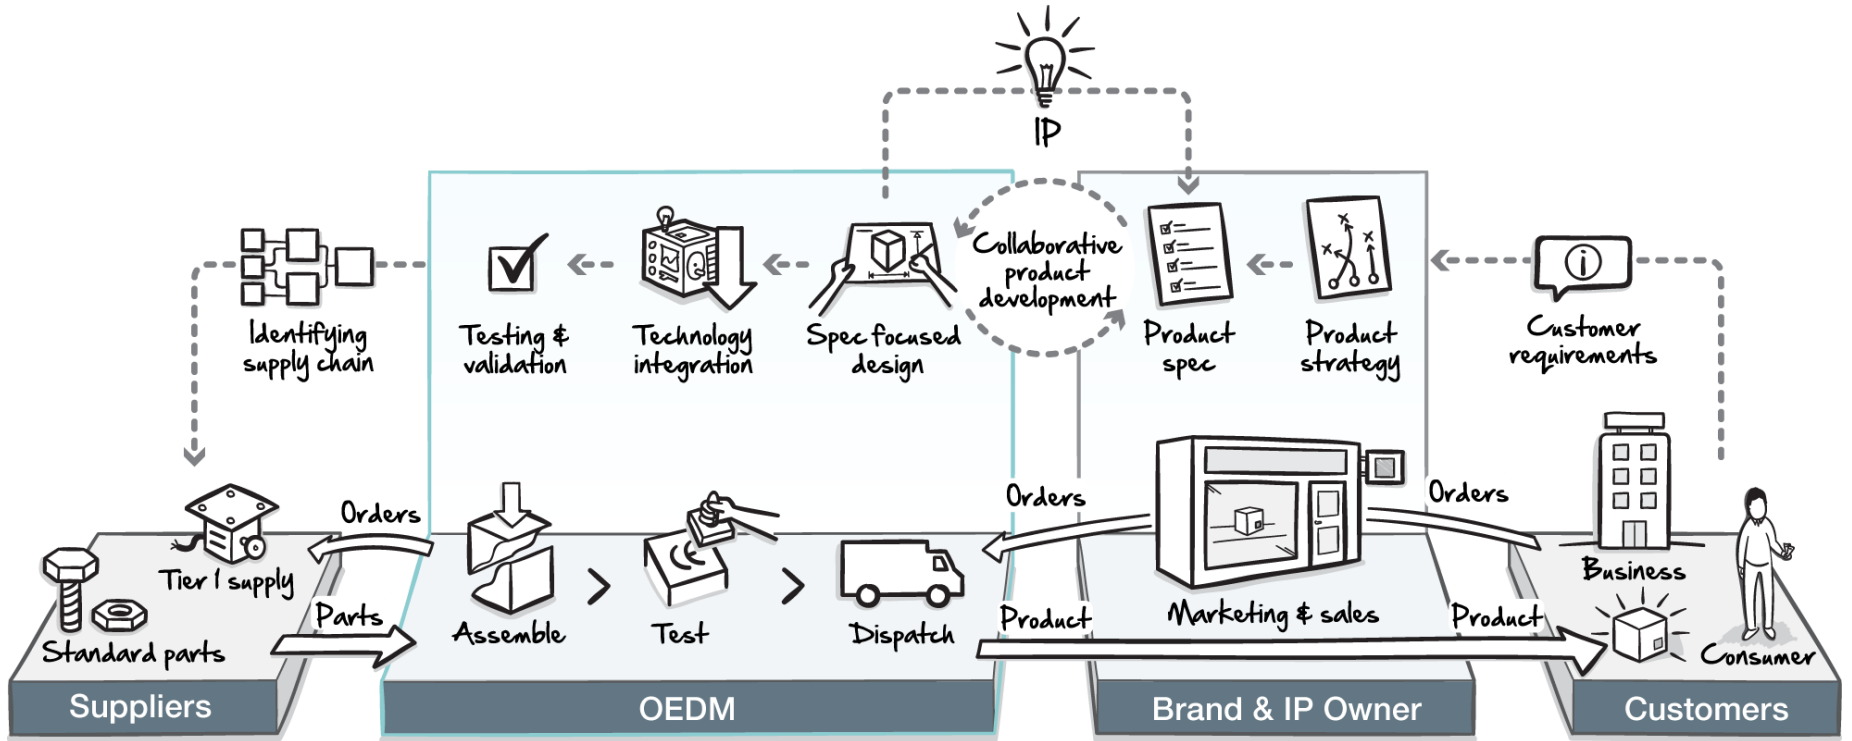 IP
Identifying
supply chain
Testing &
validation
Technology
integration
Spec focused
design
Collaborative
product
development
Product
spec
Product
strategy
i
Customer
requirements
Orders
Orders
Orders
Tier 1 supply
Standard parts
Parts
Assemble
Test
Dispatch
Product
Marketing & sales
Product
Business
Consumer
Suppliers
OEDM
Brand & IP Owner
Customers